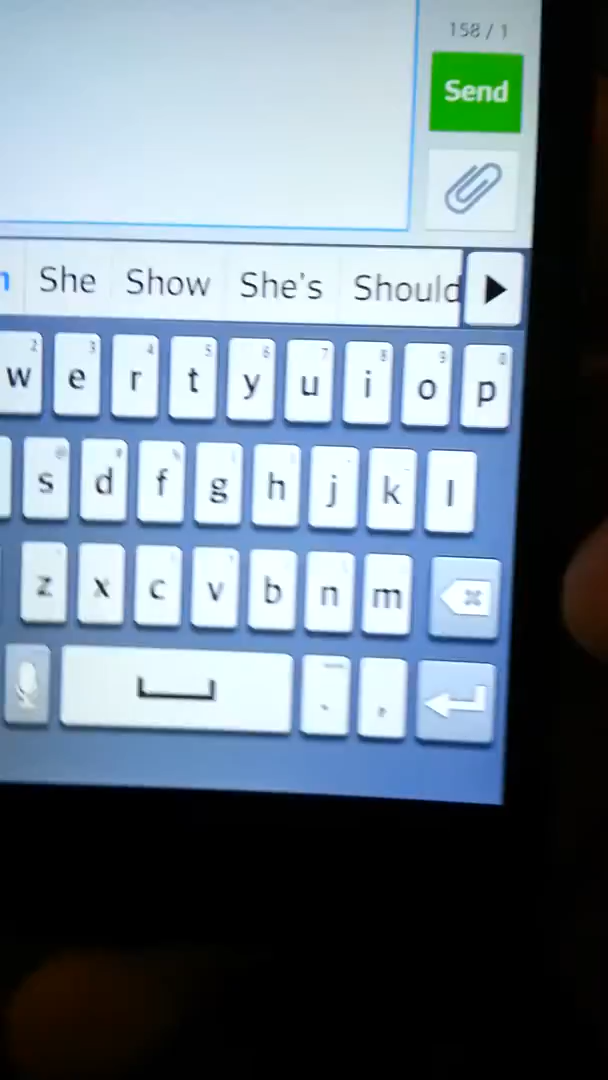 158 / 1
Send
She Show She's Should
w e r t y u i o p
s d f g h j k l
z x c v b n m
. ,